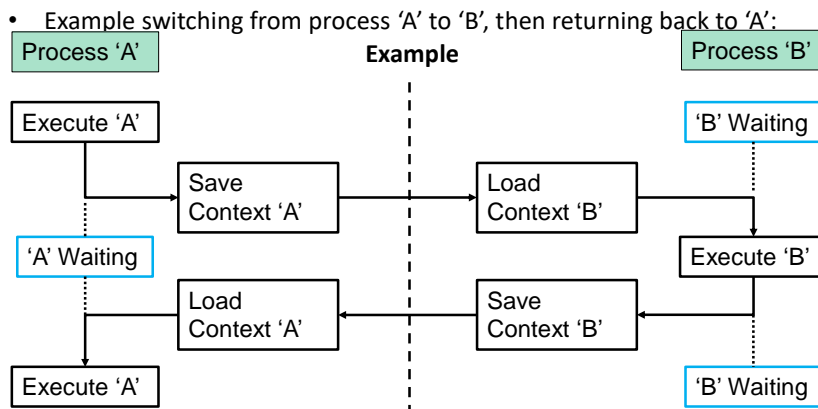 • Example switching from process ‘A’ to ‘B’, then returning back to ‘A’:
Process ‘A’
Example
Process ‘B’
Execute ‘A’
‘B’ Waiting
Save
Context ‘A’
Load
Context ‘B’
‘A’ Waiting
Execute ‘B’
Load
Context ‘A’
Save
Context ‘B’
Execute ‘A’
‘B’ Waiting